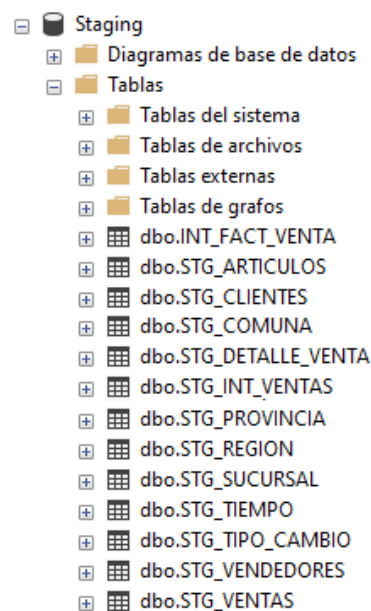 Staging
Diagramas de base de datos
Tablas
Tablas del sistema
Tablas de archivos
Tablas externas
Tablas de grafos
dbo.INT_FACT_VENTA
dbo.STG_ARTICULOS
dbo.STG_CLIENTES
dbo.STG_COMUNA
dbo.STG_DETALLE_VENTA
dbo.STG_INT_VENTAS
dbo.STG_PROVINCIA
dbo.STG_REGION
dbo.STG_SUCURSAL
dbo.STG_TIEMPO
dbo.STG_TIPO_CAMBIO
dbo.STG_VENDEDORES
dbo.STG_VENTAS